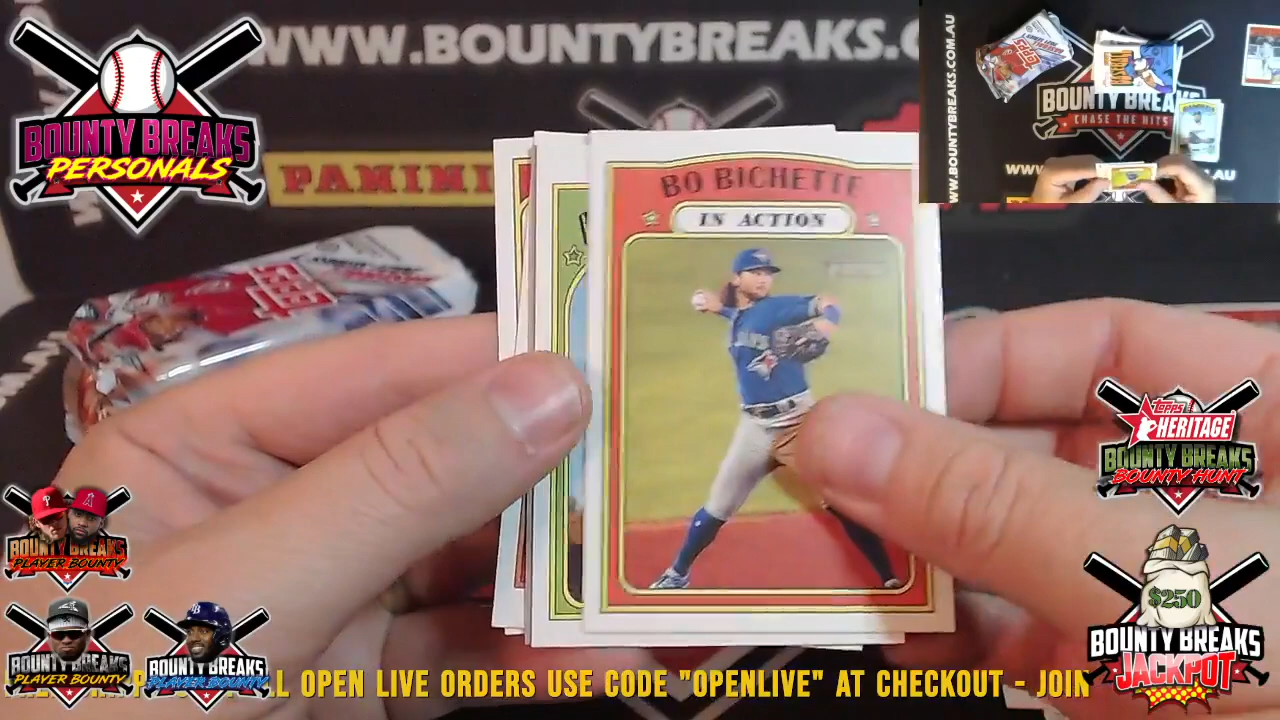 WWW.BOUNTYBREAKS.C
BOUNTY BREAKS
PERSONALS
PANINI
BO BICHETTE
IN ACTION
WWW.BOUNTYBREAKS.COM.AU
BOUNTY BREA
CHASE THE HITS
WW
AU
TOPPS
HERITAGE
BOUNTY BREAKS
BOUNTY HUNT
BOUNTY BREAKS
PLAYER BOUNTY
BOUNTY BREAKS
PLAYER BOUNTY
BOUNTY BREAKS
PLAYER BOUNTY
$250
BOUNTY BREAKS
JACKPOT
L OPEN LIVE ORDERS USE CODE "OPENLIVE" AT CHECKOUT - JOIN